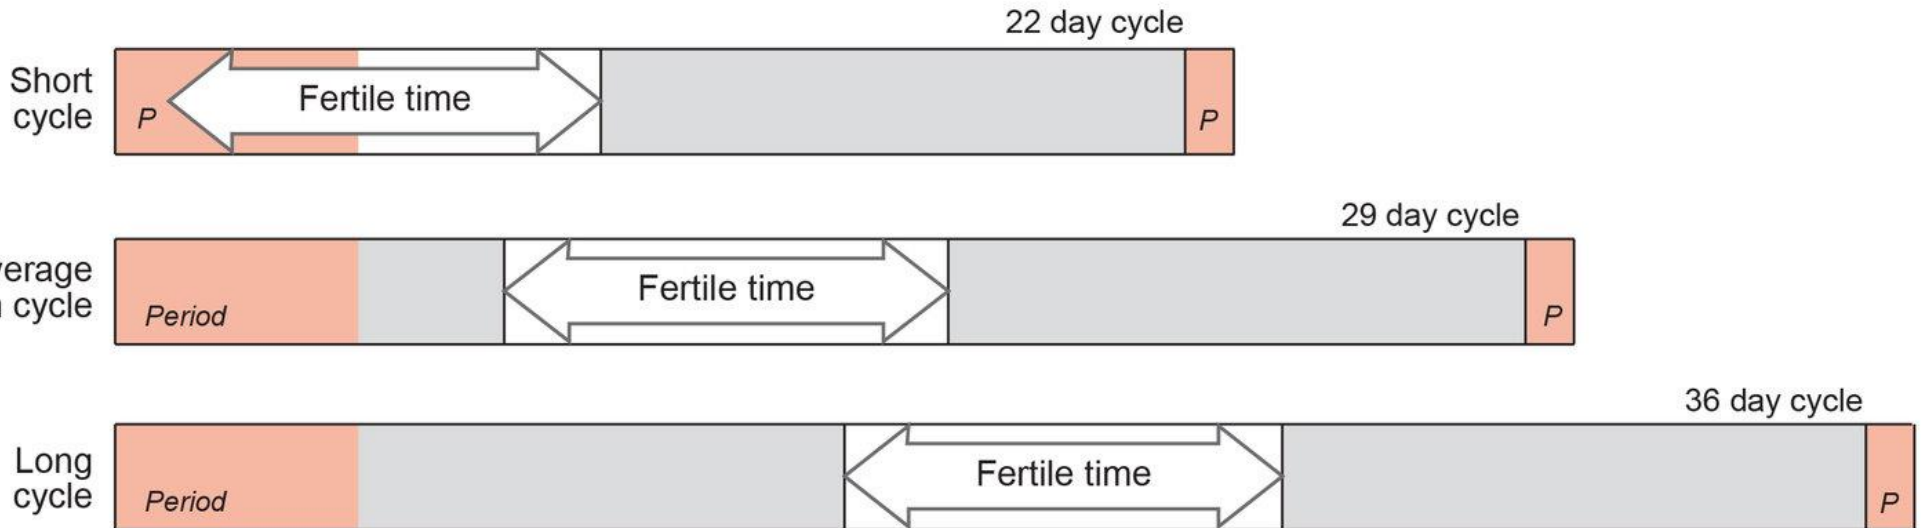 22 day cycle
Short
cycle
P
Fertile time
P
29 day cycle
verage
cycle
Period
Fertile time
P
36 day cycle
Long
cycle
Period
Fertile time
P